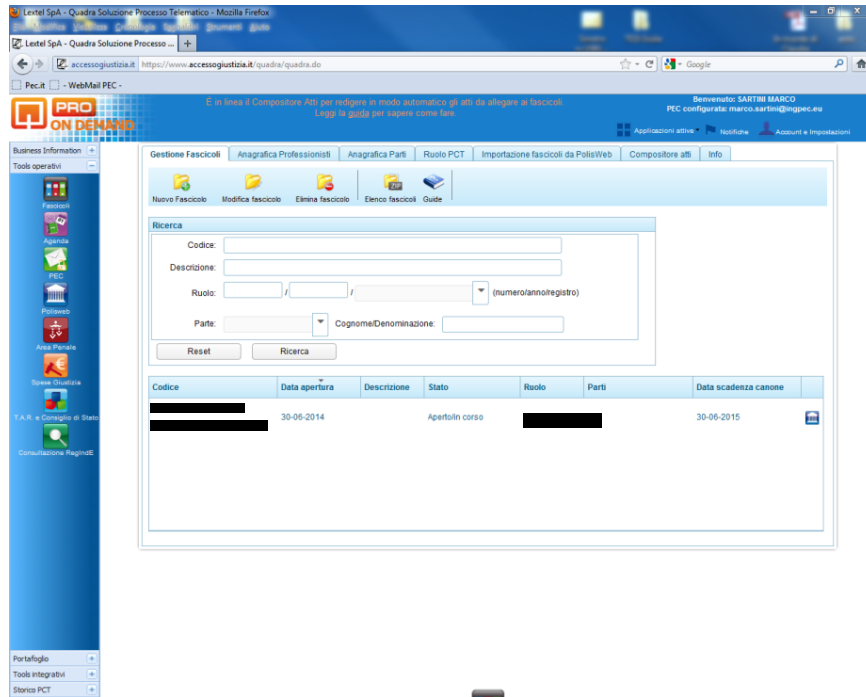 Lextel SpA - Quadra Soluzione Processo Telematico - Mozilla Firefox
Lextel SpA - Quadra Soluzione Processo ... +
accessogiustizia.it https://www.accessogiustizia.it/quadra/quadra.do Google
Pec.it - WebMail PEC -
PRO
ON DEMAND
È in linea il Compositore Atti per redigere in modo automatico gli atti da allegare ai fascicoli.
Leggi la guida per sapere come fare.
Benvenuto: SARTINI MARCO
PEC configurata: marco.sartini@ingpec.eu
Applicazioni attive Notifiche Account e Impostazioni
Business Information
Tools operativi
Fascicoli
Agenda
PEC
Polisweb
Area Penale
Spese Giustizia
T.A.R. e Consiglio di Stato
Consultazione RegIndE
Portafoglio
Tools integrativi
Storico PCT
Gestione Fascicoli Anagrafica Professionisti Anagrafica Parti Ruolo PCT Importazione fascicoli da PolisWeb Compositore atti Info
ZIP
Nuovo Fascicolo Modifica fascicolo Elimina fascicolo Elenco fascicoli Guide
Ricerca
Codice:
Descrizione:
Ruolo: / / (numero/anno/registro)
Parte: Cognome/Denominazione:
Reset Ricerca
Codice Data apertura Descrizione Stato Ruolo Parti Data scadenza canone
30-06-2014 Aperto/in corso 30-06-2015